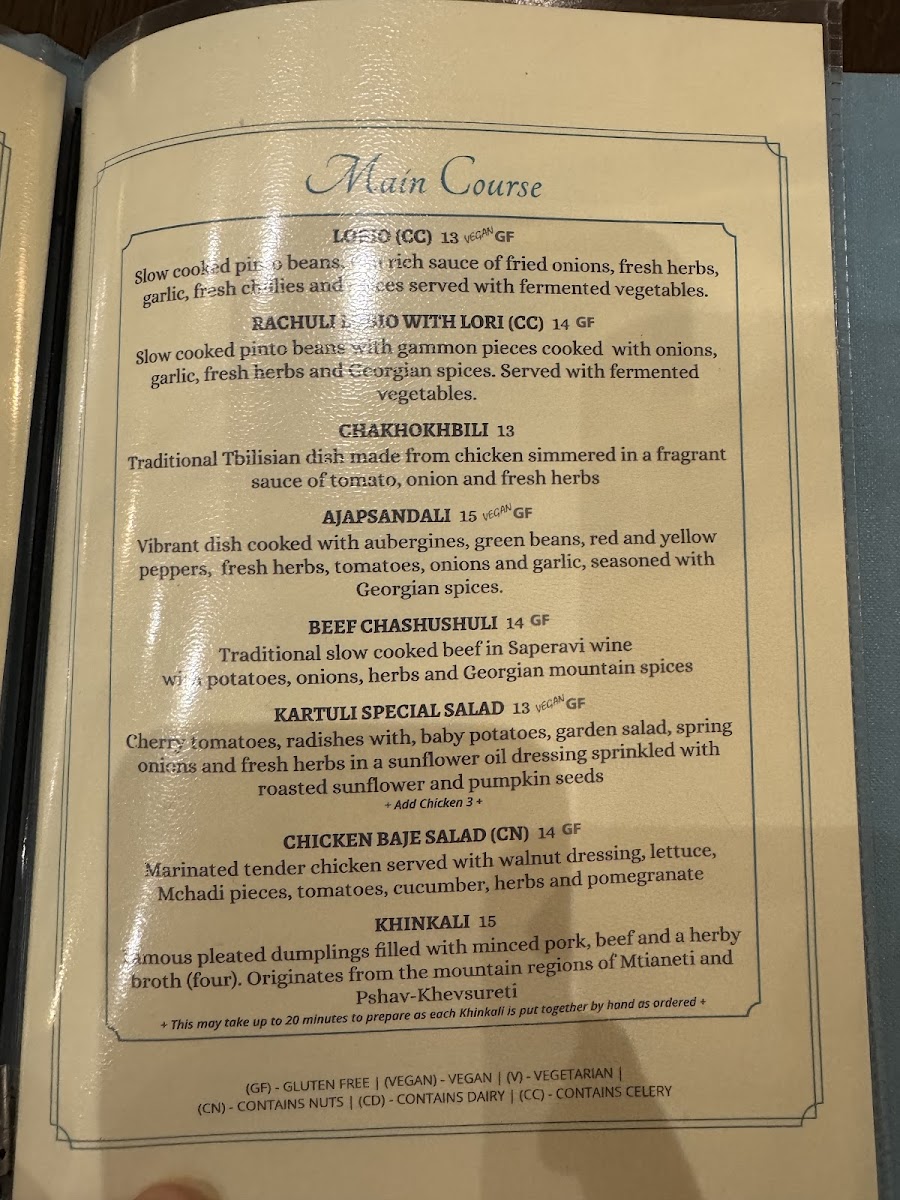 Main Course
LOBIO (CC) 13 VEGAN GF
Slow cooked pinto beans, rich sauce of fried onions, fresh herbs,
garlic, fresh chillies and spices served with fermented vegetables.
RACHULI LOBIO WITH LORI (CC) 14 GF
Slow cooked pinto beans with gammon pieces cooked with onions,
garlic, fresh herbs and Georgian spices. Served with fermented
vegetables.
CHAKHOKHBILI 13
Traditional Tbilisian dish made from chicken simmered in a fragrant
sauce of tomato, onion and fresh herbs
AJAPSANDALI 15 VEGAN GF
Vibrant dish cooked with aubergines, green beans, red and yellow
peppers, fresh herbs, tomatoes, onions and garlic, seasoned with
Georgian spices.
BEEF CHASHUSHULI 14 GF
Traditional slow cooked beef in Saperavi wine
with potatoes, onions, herbs and Georgian mountain spices
KARTULI SPECIAL SALAD 13 VEGAN GF
Cherry tomatoes, radishes with, baby potatoes, garden salad, spring
onions and fresh herbs in a sunflower oil dressing sprinkled with
roasted sunflower and pumpkin seeds
+ Add Chicken 3 +
CHICKEN BAJE SALAD (CN) 14 GF
Marinated tender chicken served with walnut dressing, lettuce,
Mchadi pieces, tomatoes, cucumber, herbs and pomegranate
KHINKALI 15
Famous pleated dumplings filled with minced pork, beef and a herby
broth (four). Originates from the mountain regions of Mtianeti and
Pshav-Khevsureti
+ This may take up to 20 minutes to prepare as each Khinkali is put together by hand as ordered +
(GF) - GLUTEN FREE | (VEGAN) - VEGAN | (V) - VEGETARIAN |
(CN) - CONTAINS NUTS | (CD) - CONTAINS DAIRY | (CC) - CONTAINS CELERY